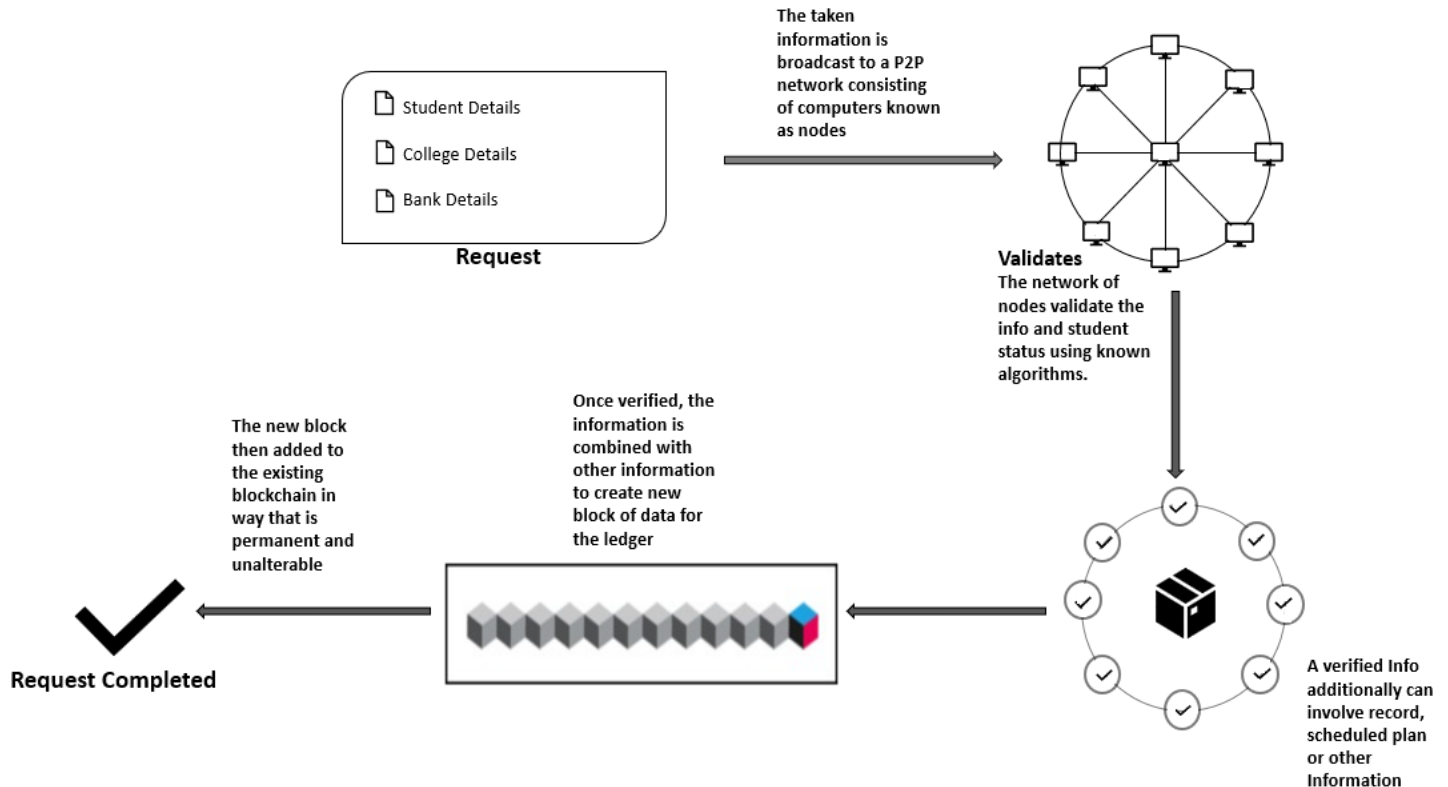 Student Details
College Details
Bank Details
Request
The taken
information is
broadcast to a P2P
network consisting
of computers known
as nodes
Validates
The network of
nodes validate the
info and student
status using known
algorithms.
A verified Info
additionally can
involve record,
scheduled plan
or other
Information
Once verified, the
information is
combined with
other information
to create new
block of data for
the ledger
The new block
then added to
the existing
blockchain in
way that is
permanent and
unalterable
Request Completed